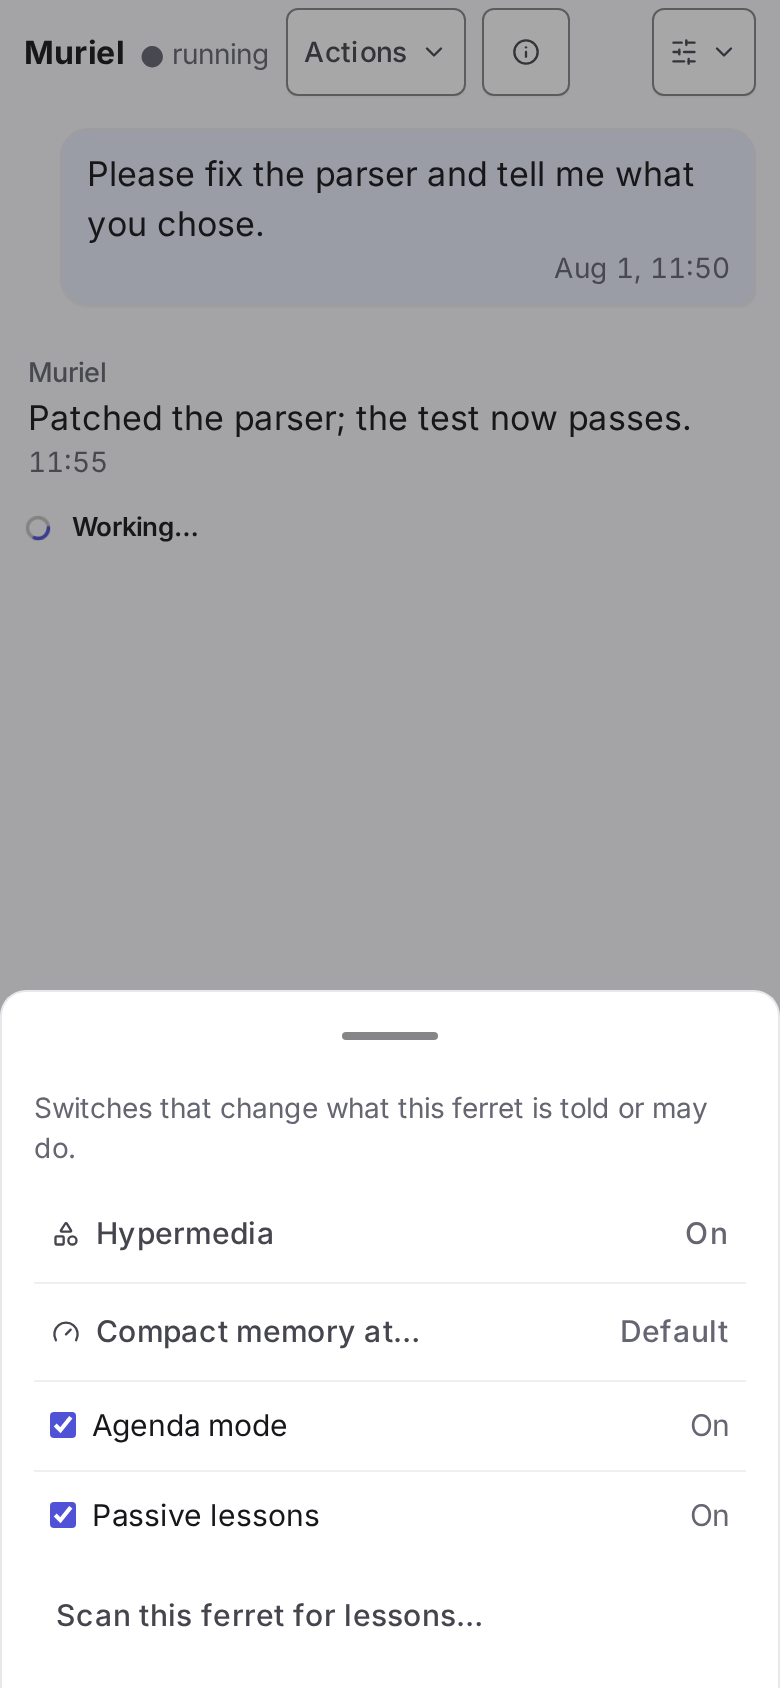 Muriel running Actions
Please fix the parser and tell me what
you chose.
Aug 1, 11:50
Muriel
Patched the parser; the test now passes.
11:55
Working...
Switches that change what this ferret is told or may
do.
Hypermedia On
Compact memory at... Default
Agenda mode On
Passive lessons On
Scan this ferret for lessons...